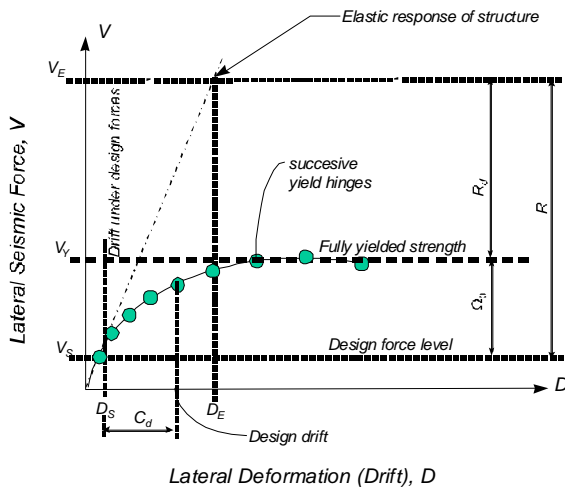 V
Elastic response of structure
V_E
Drift under design forces
succesive
yield hinges
R_d
R
Lateral Seismic Force, V
V_Y
Fully yielded strength
Ω_o
V_S
Design force level
D
D_S
C_d
D_E
Design drift
Lateral Deformation (Drift), D